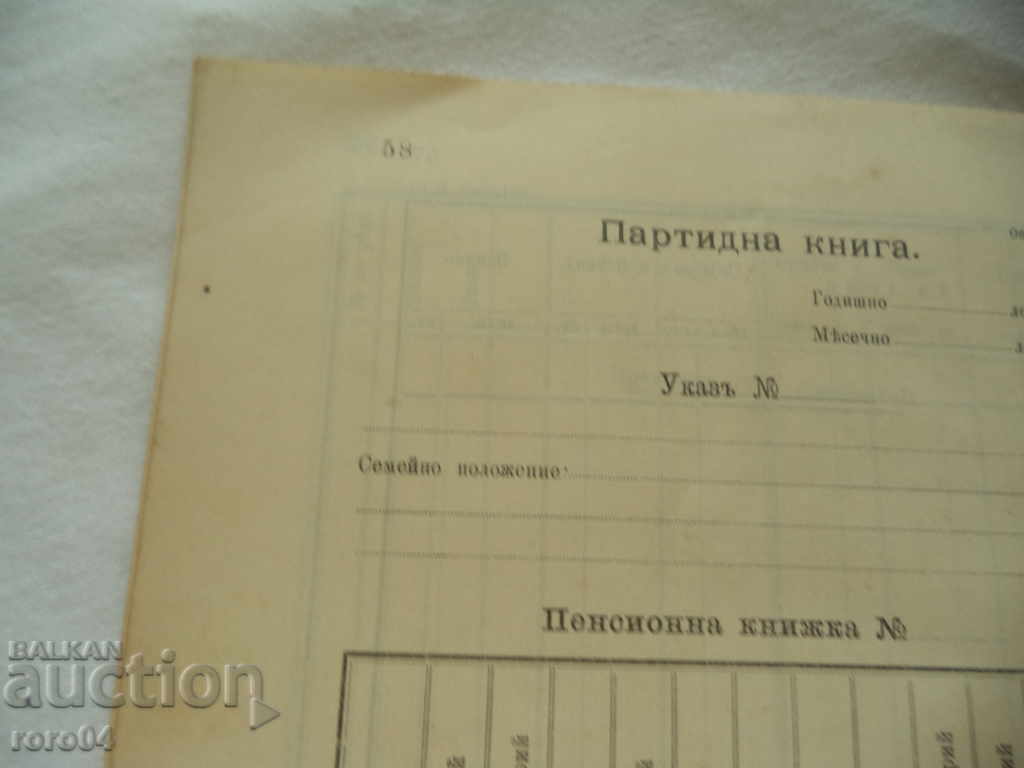 58
Партидна книга.
Годишно
Мѣсечно
Указъ №
Семейно положение:
Пенсионна книжка №
BALKAN
auction
roro04